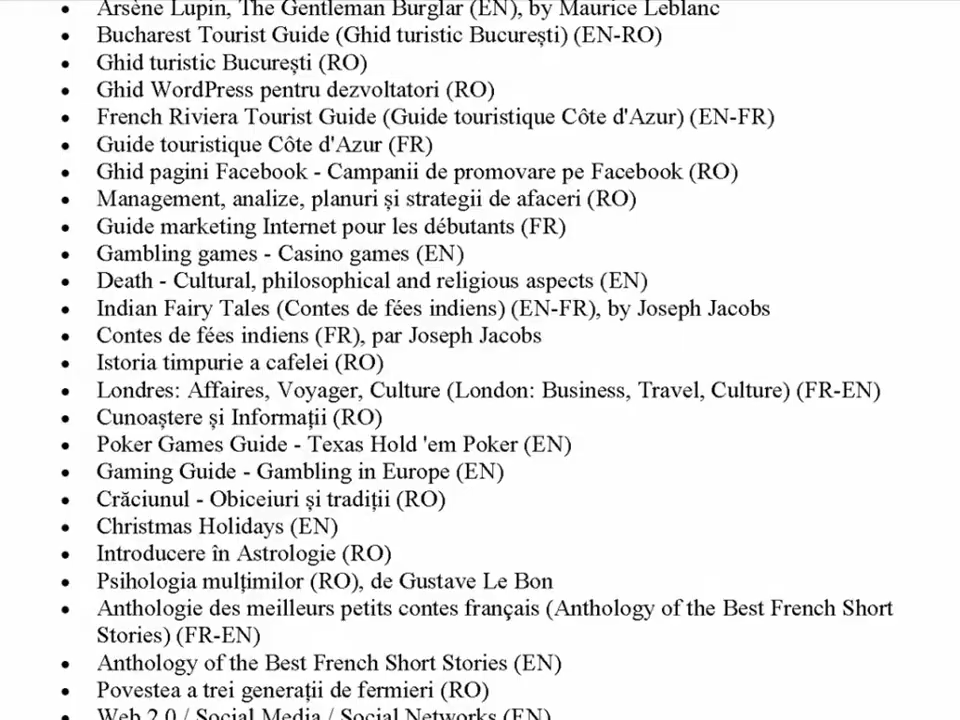 • Arsène Lupin, The Gentleman Burglar (EN), by Maurice Leblanc
• Bucharest Tourist Guide (Ghid turistic București) (EN-RO)
• Ghid turistic București (RO)
• Ghid WordPress pentru dezvoltatori (RO)
• French Riviera Tourist Guide (Guide touristique Côte d'Azur) (EN-FR)
• Guide touristique Côte d'Azur (FR)
• Ghid pagini Facebook - Campanii de promovare pe Facebook (RO)
• Management, analize, planuri și strategii de afaceri (RO)
• Guide marketing Internet pour les débutants (FR)
• Gambling games - Casino games (EN)
• Death - Cultural, philosophical and religious aspects (EN)
• Indian Fairy Tales (Contes de fées indiens) (EN-FR), by Joseph Jacobs
• Contes de fées indiens (FR), par Joseph Jacobs
• Istoria timpurie a cafelei (RO)
• Londres: Affaires, Voyager, Culture (London: Business, Travel, Culture) (FR-EN)
• Cunoaștere și Informații (RO)
• Poker Games Guide - Texas Hold 'em Poker (EN)
• Gaming Guide - Gambling in Europe (EN)
• Crăciunul - Obiceiuri și tradiții (RO)
• Christmas Holidays (EN)
• Introducere în Astrologie (RO)
• Psihologia mulțimilor (RO), de Gustave Le Bon
• Anthologie des meilleurs petits contes français (Anthology of the Best French Short
Stories) (FR-EN)
• Anthology of the Best French Short Stories (EN)
• Povestea a trei generații de fermieri (RO)
• Web 2.0 / Social Media / Social Networks (EN)